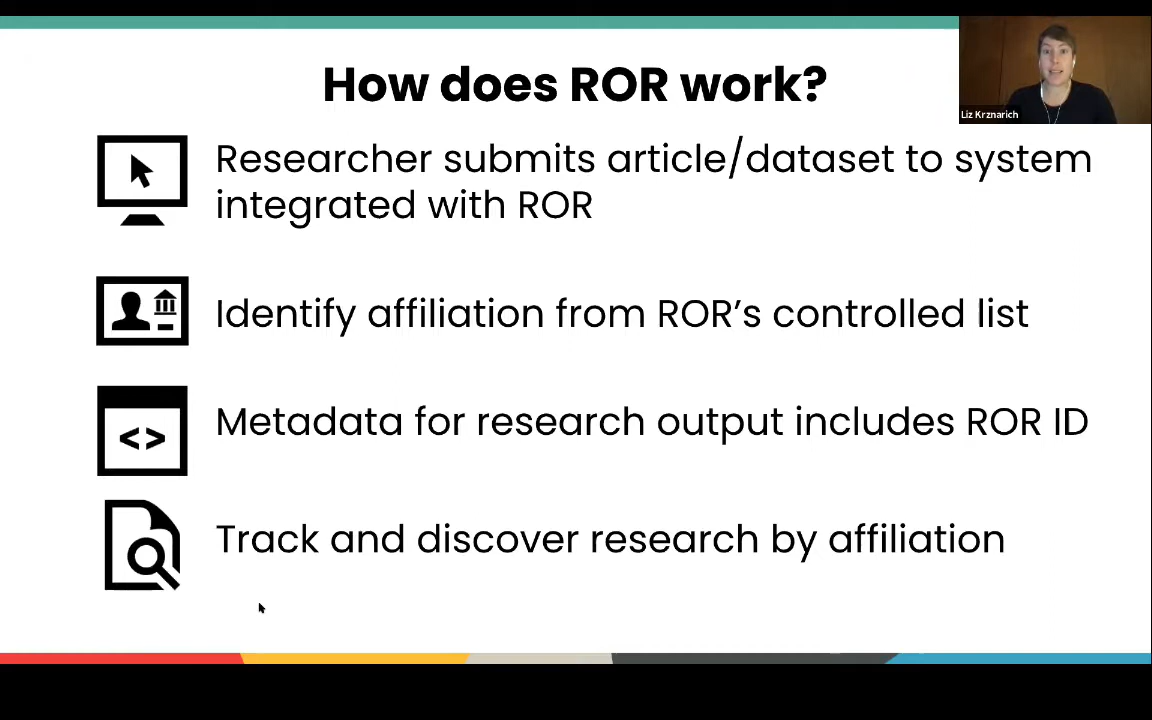 How does ROR work?
Liz Krznarich
Researcher submits article/dataset to system
integrated with ROR
Identify affiliation from ROR’s controlled list
<>
Metadata for research output includes ROR ID
Track and discover research by affiliation